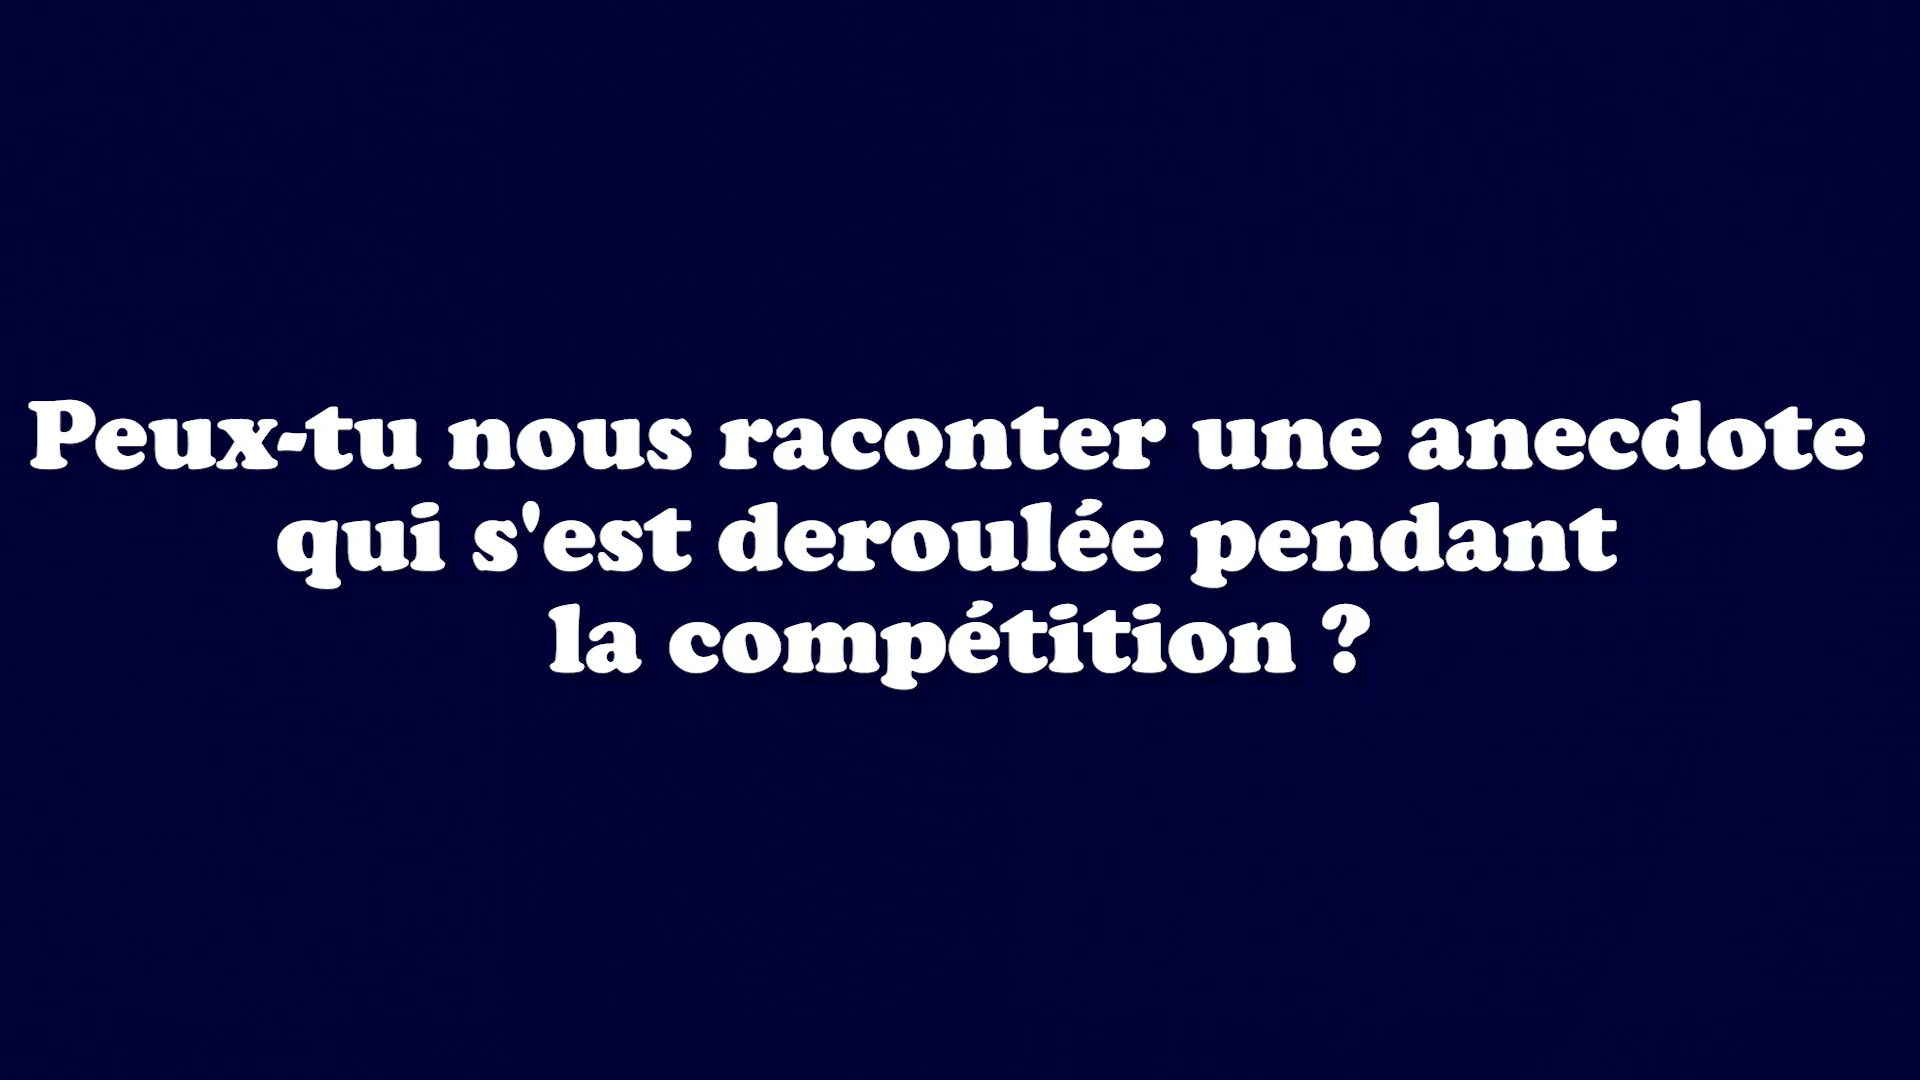 Peux-tu nous raconter une anecdote
qui s'est deroulée pendant
la compétition ?